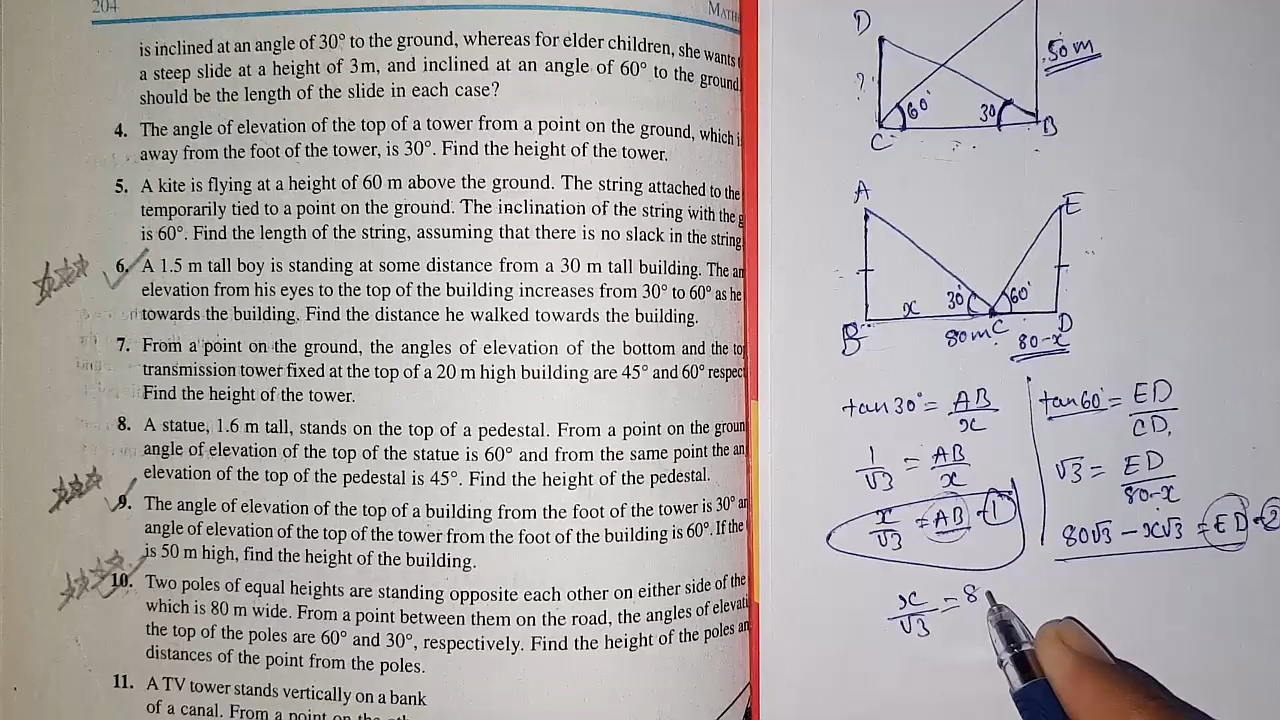 204
is inclined at an angle of 30° to the ground, whereas for elder children, she wants
a steep slide at a height of 3m, and inclined at an angle of 60° to the ground
should be the length of the slide in each case?
4. The angle of elevation of the top of a tower from a point on the ground, which
away from the foot of the tower, is 30°. Find the height of the tower.
5. A kite is flying at a height of 60 m above the ground. The string attached to the
temporarily tied to a point on the ground. The inclination of the string with the
is 60°. Find the length of the string, assuming that there is no slack in the string
6. A 1.5 m tall boy is standing at some distance from a 30 m tall building. The
elevation from his eyes to the top of the building increases from 30° to 60° as he
towards the building. Find the distance he walked towards the building.
7. From a point on the ground, the angles of elevation of the bottom and the
transmission tower fixed at the top of a 20 m high building are 45° and 60°
Find the height of the tower.
8. A statue, 1.6 m tall, stands on the top of a pedestal. From a point on the
angle of elevation of the top of the statue is 60° and from the same point the
elevation of the top of the pedestal is 45°. Find the height of the pedestal.
9. The angle of elevation of the top of a building from the foot of the tower is 30°
angle of elevation of the top of the tower from the foot of the building is 60°. If the
is 50 m high, find the height of the building.
10. Two poles of equal heights are standing opposite each other on either side of the
which is 80 m wide. From a point between them on the road, the angles of
the top of the poles are 60° and 30°, respectively. Find the height of the poles
distances of the point from the poles.
11. A TV tower stands vertically on a bank
of a canal. From a point on the
D
50 m
?
60°
30
C
B
A
E
x
30°
60°
B
80m
C
80-x
D
tan 30° = AB/x
tan 60° = ED/CD
1/√3 = AB/x
√3 = ED/80-x
x/√3 = AB - 1
80√3 - x√3 = ED - 2
x/√3 = 8